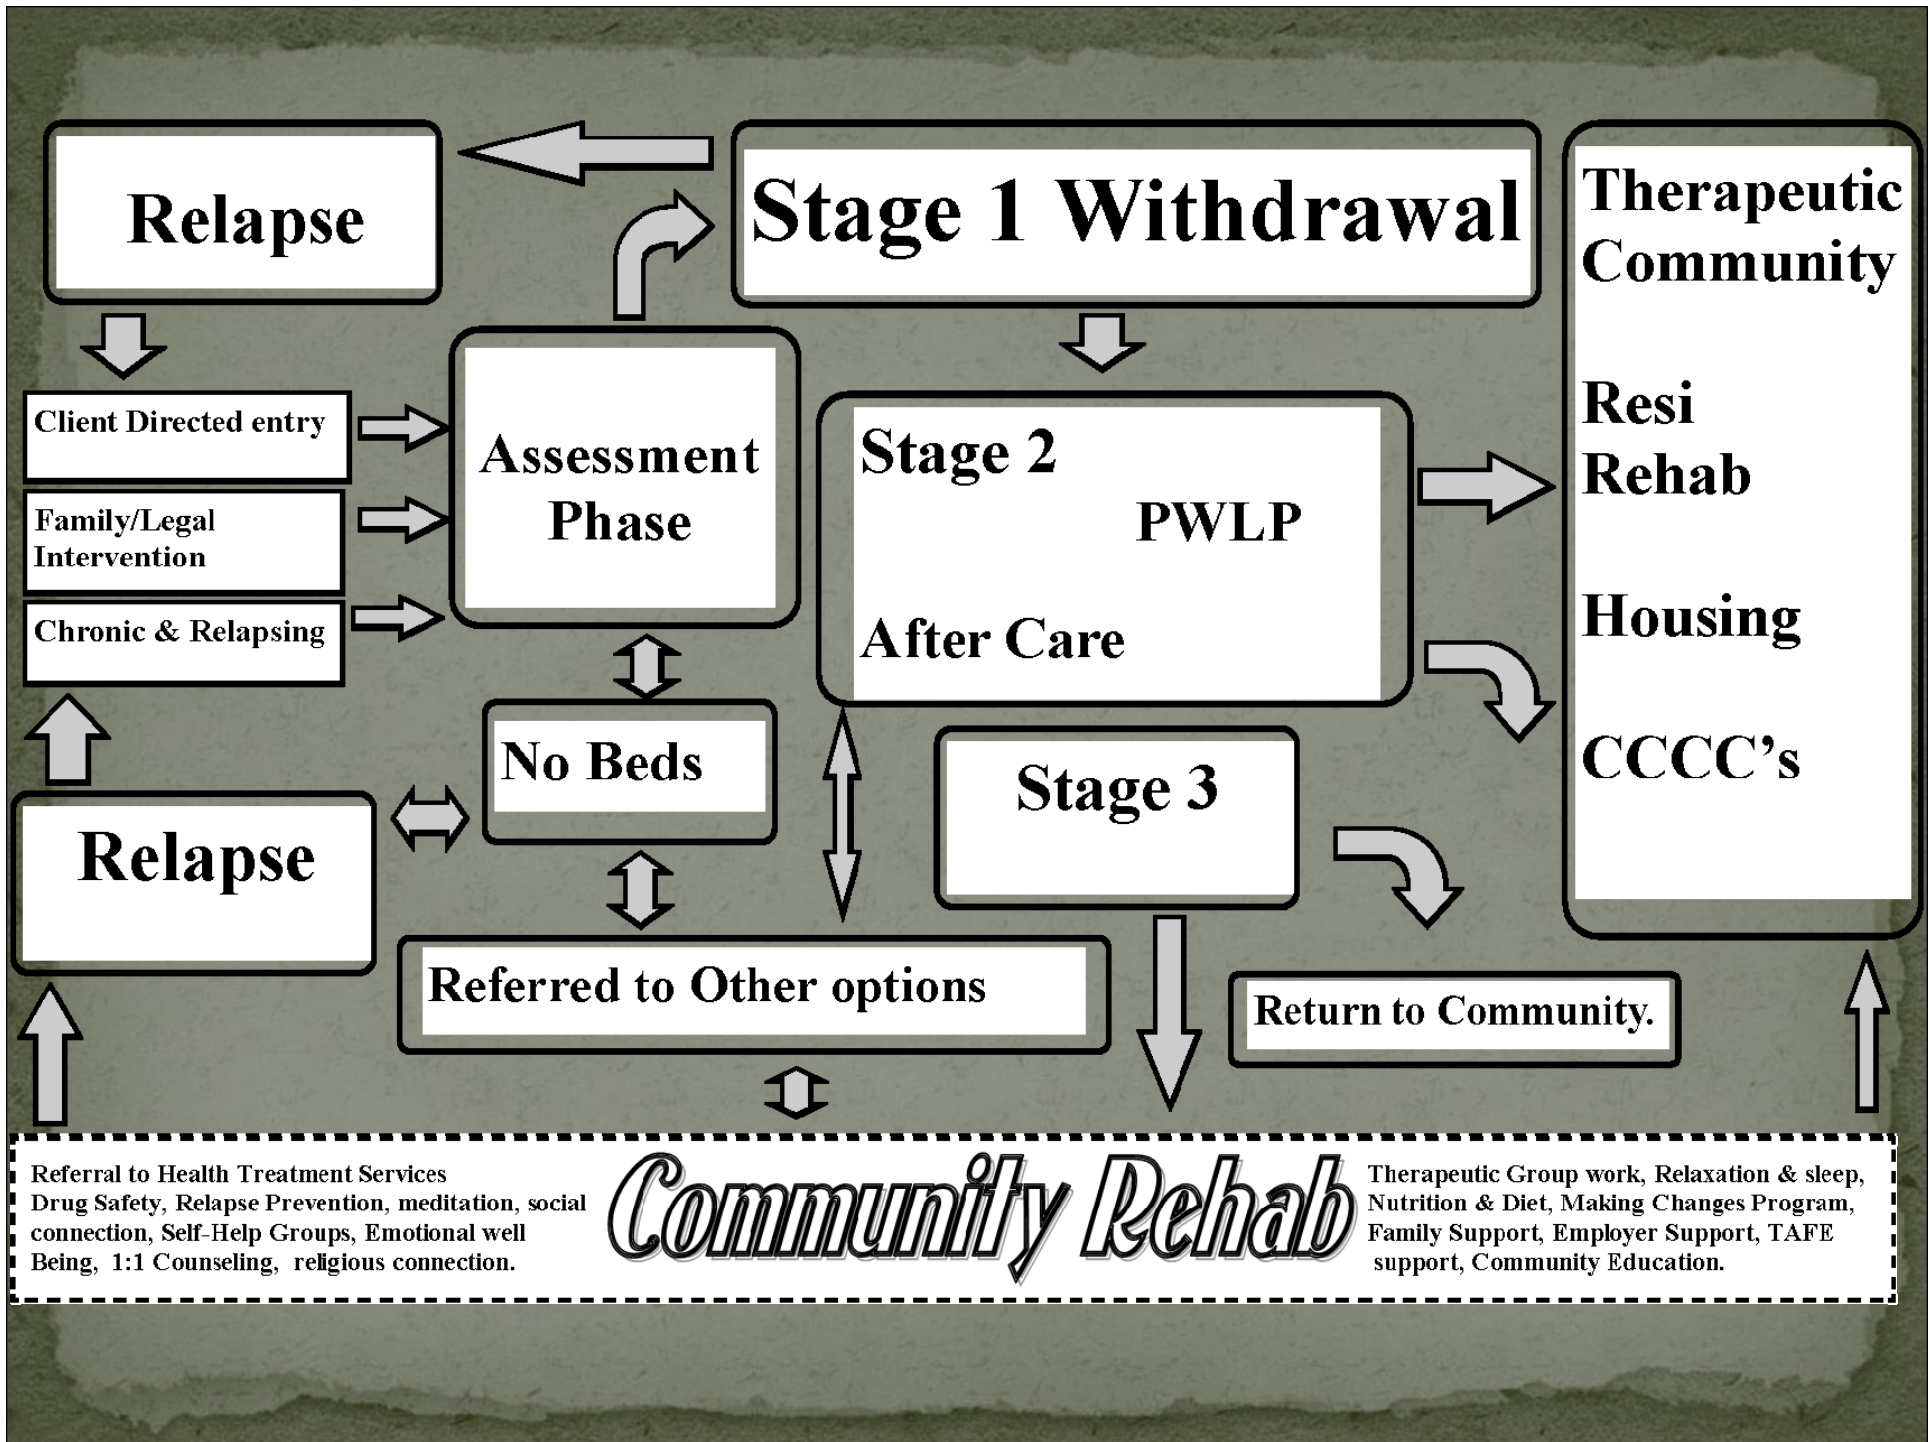 Relapse
Stage 1 Withdrawal
Therapeutic
Community
Resi
Rehab
Housing
CCCC's
Client Directed entry
Family/Legal
Intervention
Chronic & Relapsing
Assessment
Phase
Stage 2
PWLP
After Care
No Beds
Stage 3
Relapse
Referred to Other options
Return to Community.
Referral to Health Treatment Services
Drug Safety, Relapse Prevention, meditation, social
connection, Self-Help Groups, Emotional well
Being, 1:1 Counseling, religious connection.
Community Rehab
Therapeutic Group work, Relaxation & sleep,
Nutrition & Diet, Making Changes Program,
Family Support, Employer Support, TAFE
support, Community Education.